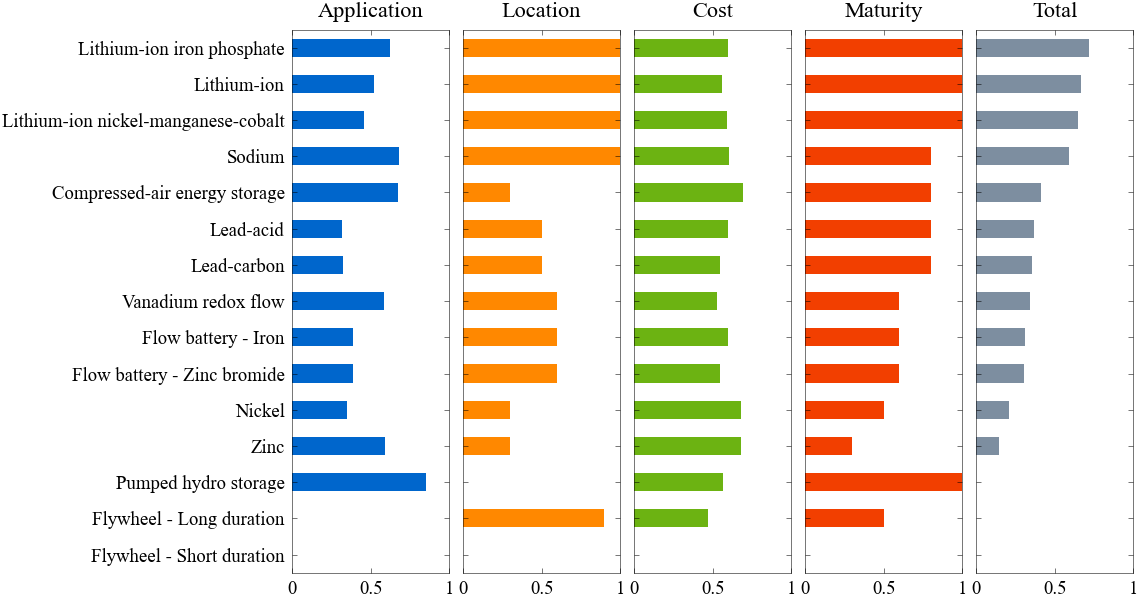 Application Location Cost Maturity Total
Lithium-ion iron phosphate
Lithium-ion
Lithium-ion nickel-manganese-cobalt
Sodium
Compressed-air energy storage
Lead-acid
Lead-carbon
Vanadium redox flow
Flow battery - Iron
Flow battery - Zinc bromide
Nickel
Zinc
Pumped hydro storage
Flywheel - Long duration
Flywheel - Short duration
0 0.5 1 0 0.5 1 0 0.5 1 0 0.5 1 0 0.5 1